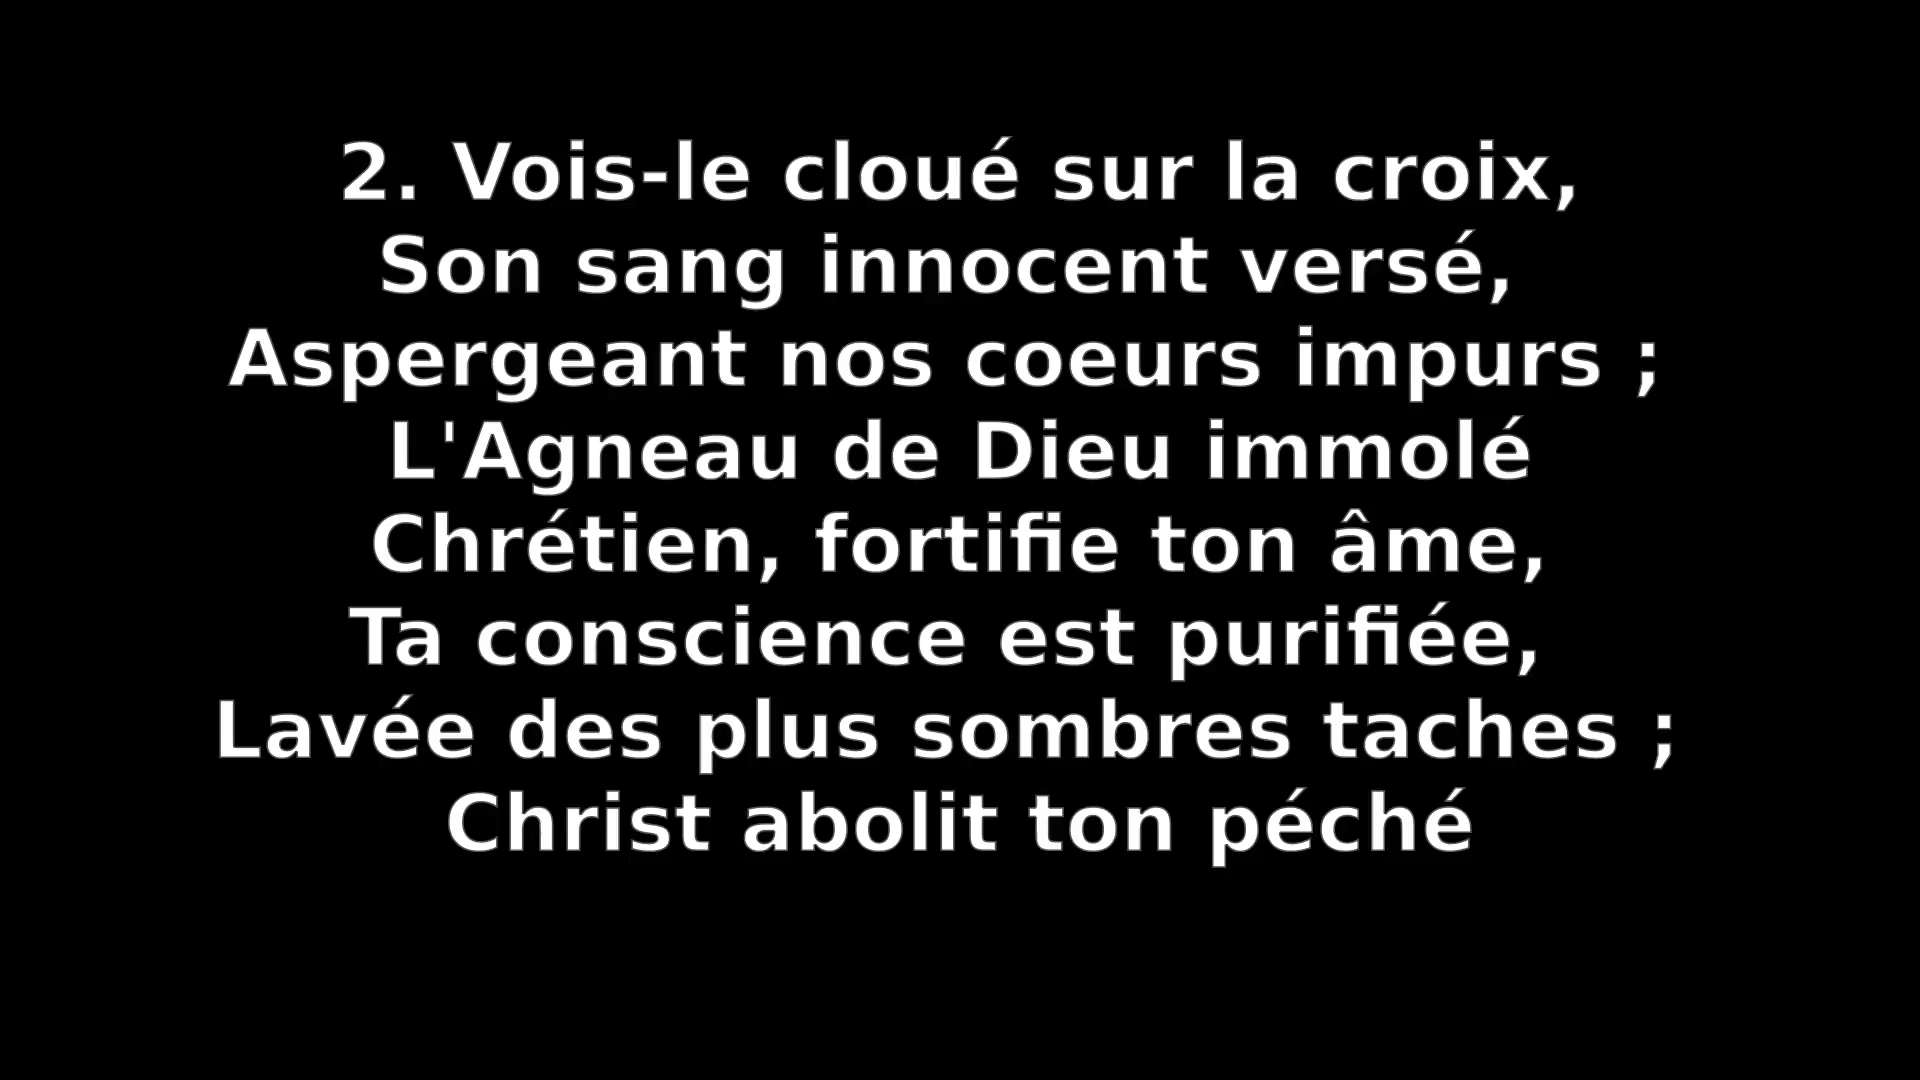 2. Vois-le cloué sur la croix,
Son sang innocent versé,
Aspergeant nos coeurs impurs ;
L'Agneau de Dieu immolé
Chrétien, fortifie ton âme,
Ta conscience est purifiée,
Lavée des plus sombres taches ;
Christ abolit ton péché